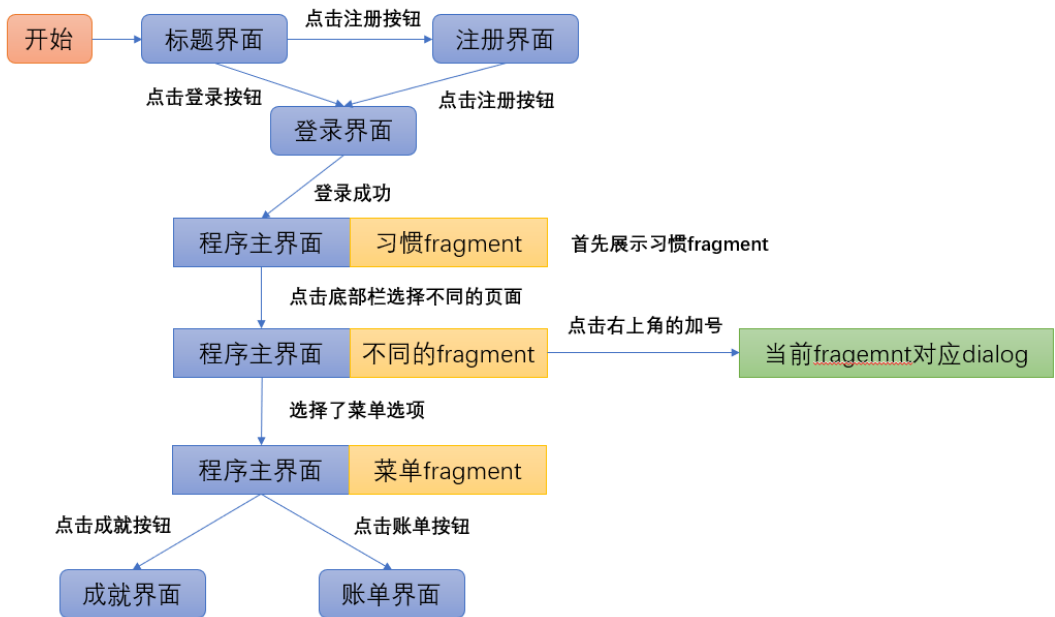 开始
标题界面
点击注册按钮
注册界面
点击登录按钮
点击注册按钮
登录界面
登录成功
程序主界面
习惯fragment
首先展示习惯fragment
点击底部栏选择不同的页面
程序主界面
不同的fragment
点击右上角的加号
当前fragemnt对应dialog
选择了菜单选项
程序主界面
菜单fragment
点击成就按钮
点击账单按钮
成就界面
账单界面